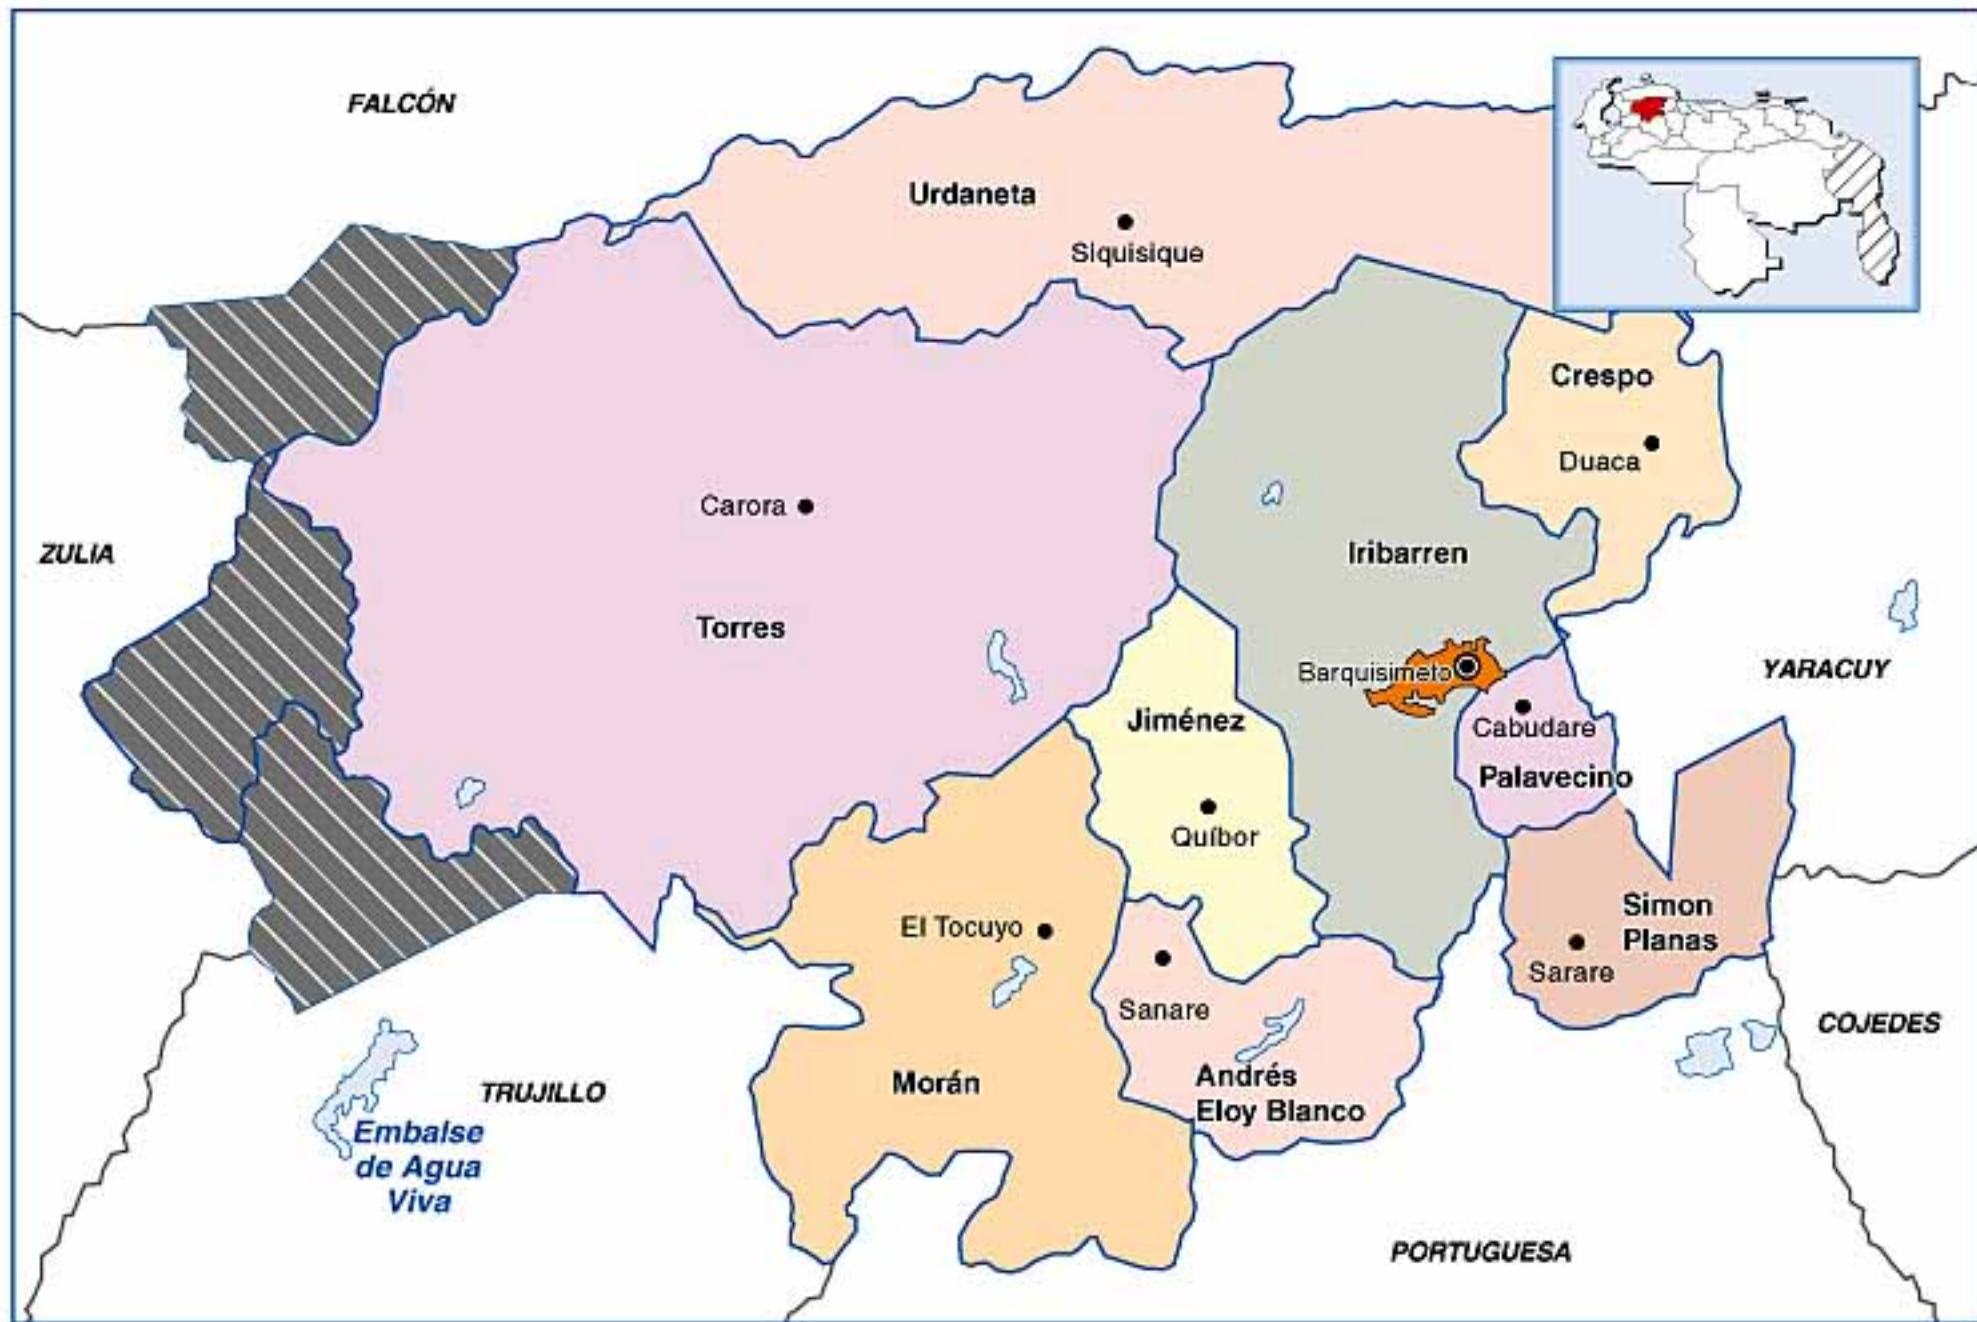 FALCÓN
Urdaneta
Siquisique
Crespo
Duaca
Carora
ZULIA
Iribarren
Torres
Barquisimeto
YARACUY
Jiménez
Cabudare
Palavecino
Quíbor
El Tocuyo
Simon
Planas
Sarare
Sanare
COJEDES
Morán
Andrés
Eloy Blanco
TRUJILLO
Embalse
de Agua
Viva
PORTUGUESA